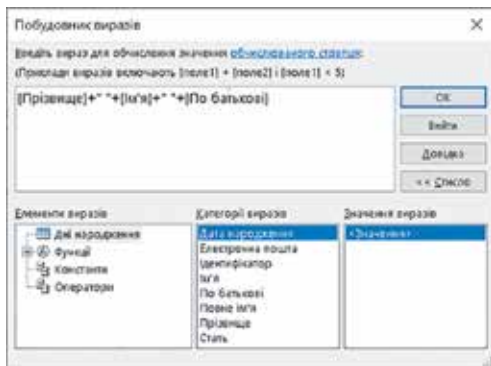 Побудовник виразів
Введіть вираз для обчислення значення обчислюваного стовпця:
(Приклади виразів включають [поле1] + [поле2] і [поле1] < 5)
[Прізвище]+" "+[Ім'я]+" "+[По батькові]
OK
Вийти
Довідка
<< Стисло
Елементи виразів
Категорії виразів
Значення виразів
Дні народження
Функції
Константи
Оператори
Дата народження
Електронна пошта
Ідентифікатор
Ім'я
По батькові
Повне ім'я
Прізвище
Стать
<Значення>